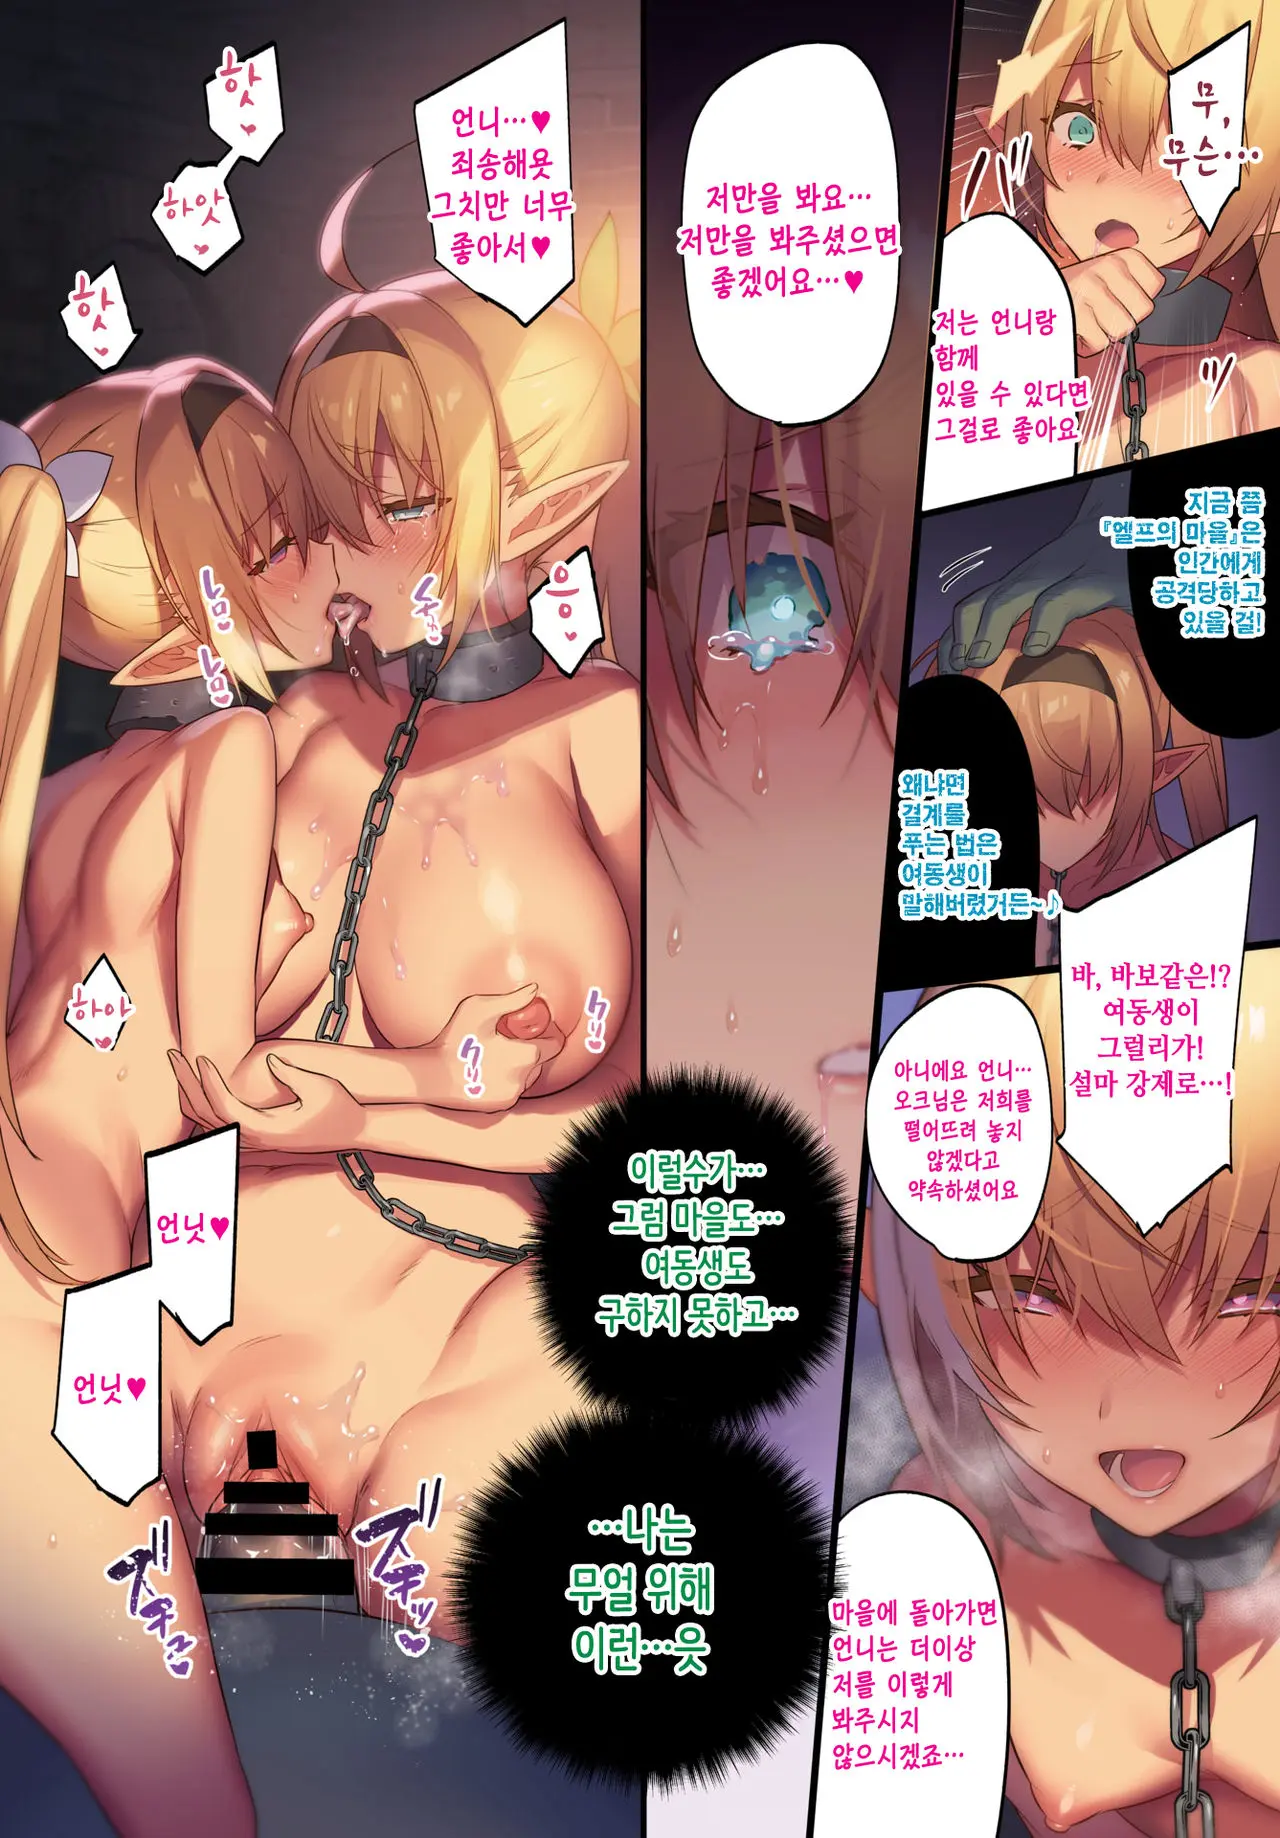 무,
무슨…
저는 언니랑
함께
있을 수 있다면
그걸로 좋아요
지금 쯤
『엘프의 마을』은
인간에게
공격당하고
있을 걸!
왜냐면
결계를
푸는 법은
여동생이
말해버렸거든~♪
바, 바보같은!?
여동생이
그럴리가!
설마 강제로…!
아니에요 언니…
오크님은 저희를
떨어뜨려 놓지
않겠다고
약속하셨어요
마을에 돌아가면
언니는 더이상
저를 이렇게
봐주시지
않으시겠죠…
저만을 봐요…
저만을 봐주셨으면
좋겠어요…♥
이럴수가…
그럼 마을도…
여동생도
구하지 못하고…
…나는
무얼 위해
이런…읏
언니…♥
죄송해욧
그치만 너무
좋아서♥
핫♥
하앗♥
핫♥
응♥
하아♥
언닛♥
언닛♥